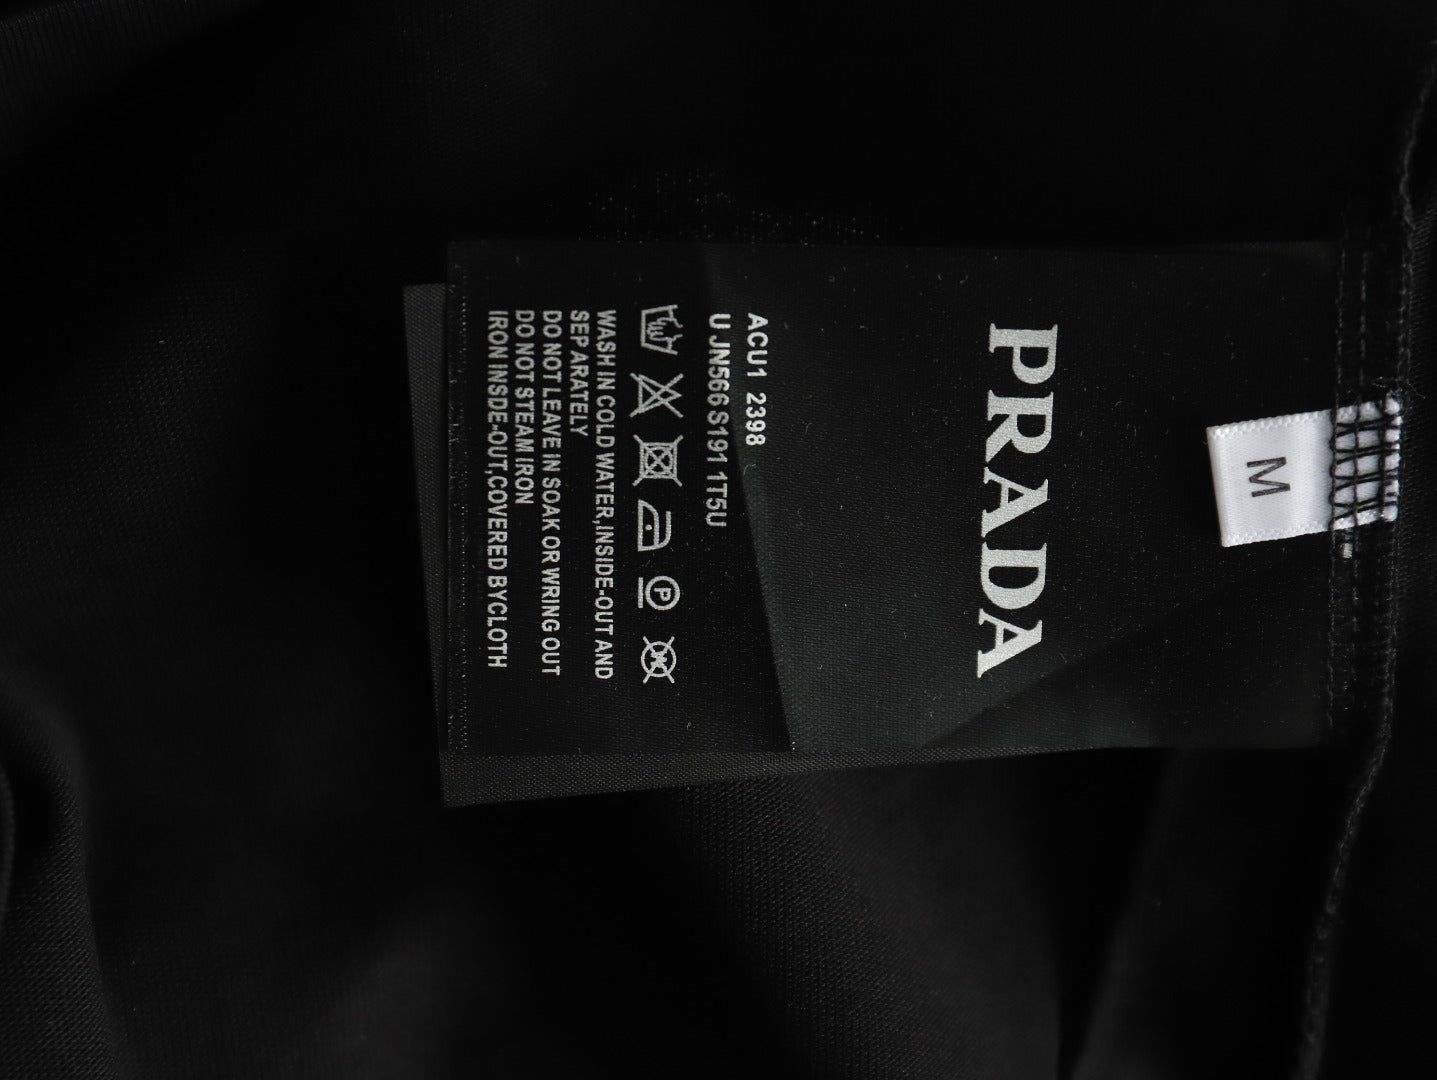 M
PRADA
ACU1 2398
U JN566 S191 1T5U
P
WASH IN COLD WATER,INSIDE-OUT AND
SEP ARATELY
DO NOT LEAVE IN SOAK OR WRING OUT
DO NOT STEAM IRON
IRON INSDE-OUT,COVERED BYCLOTH